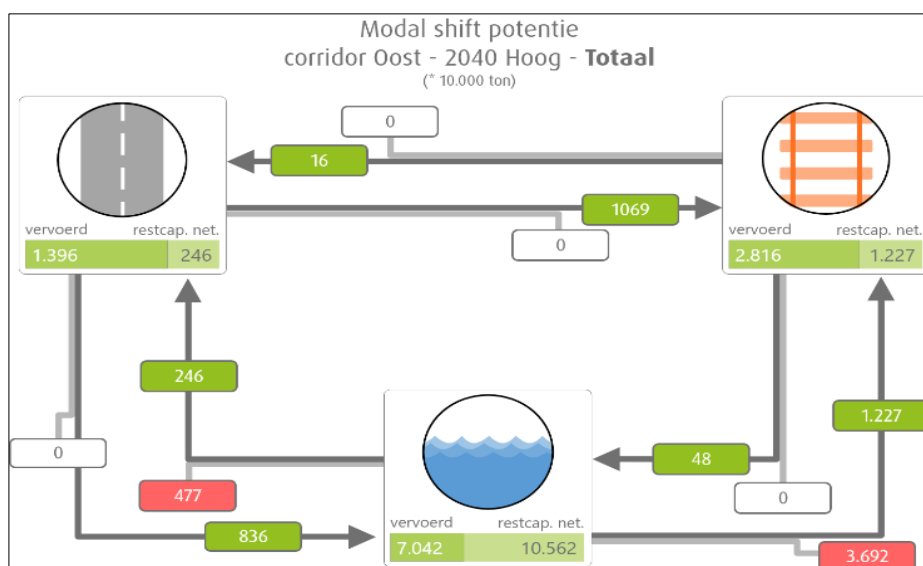 Modal shift potentie
corridor Oost - 2040 Hoog - Totaal
(* 10.000 ton)
0
16
1069
0
vervoerd restcap. net.
1.396 246
vervoerd restcap. net.
2.816 1.227
246
1.227
0
48
477
0
836
vervoerd restcap. net.
7.042 10.562
3.692